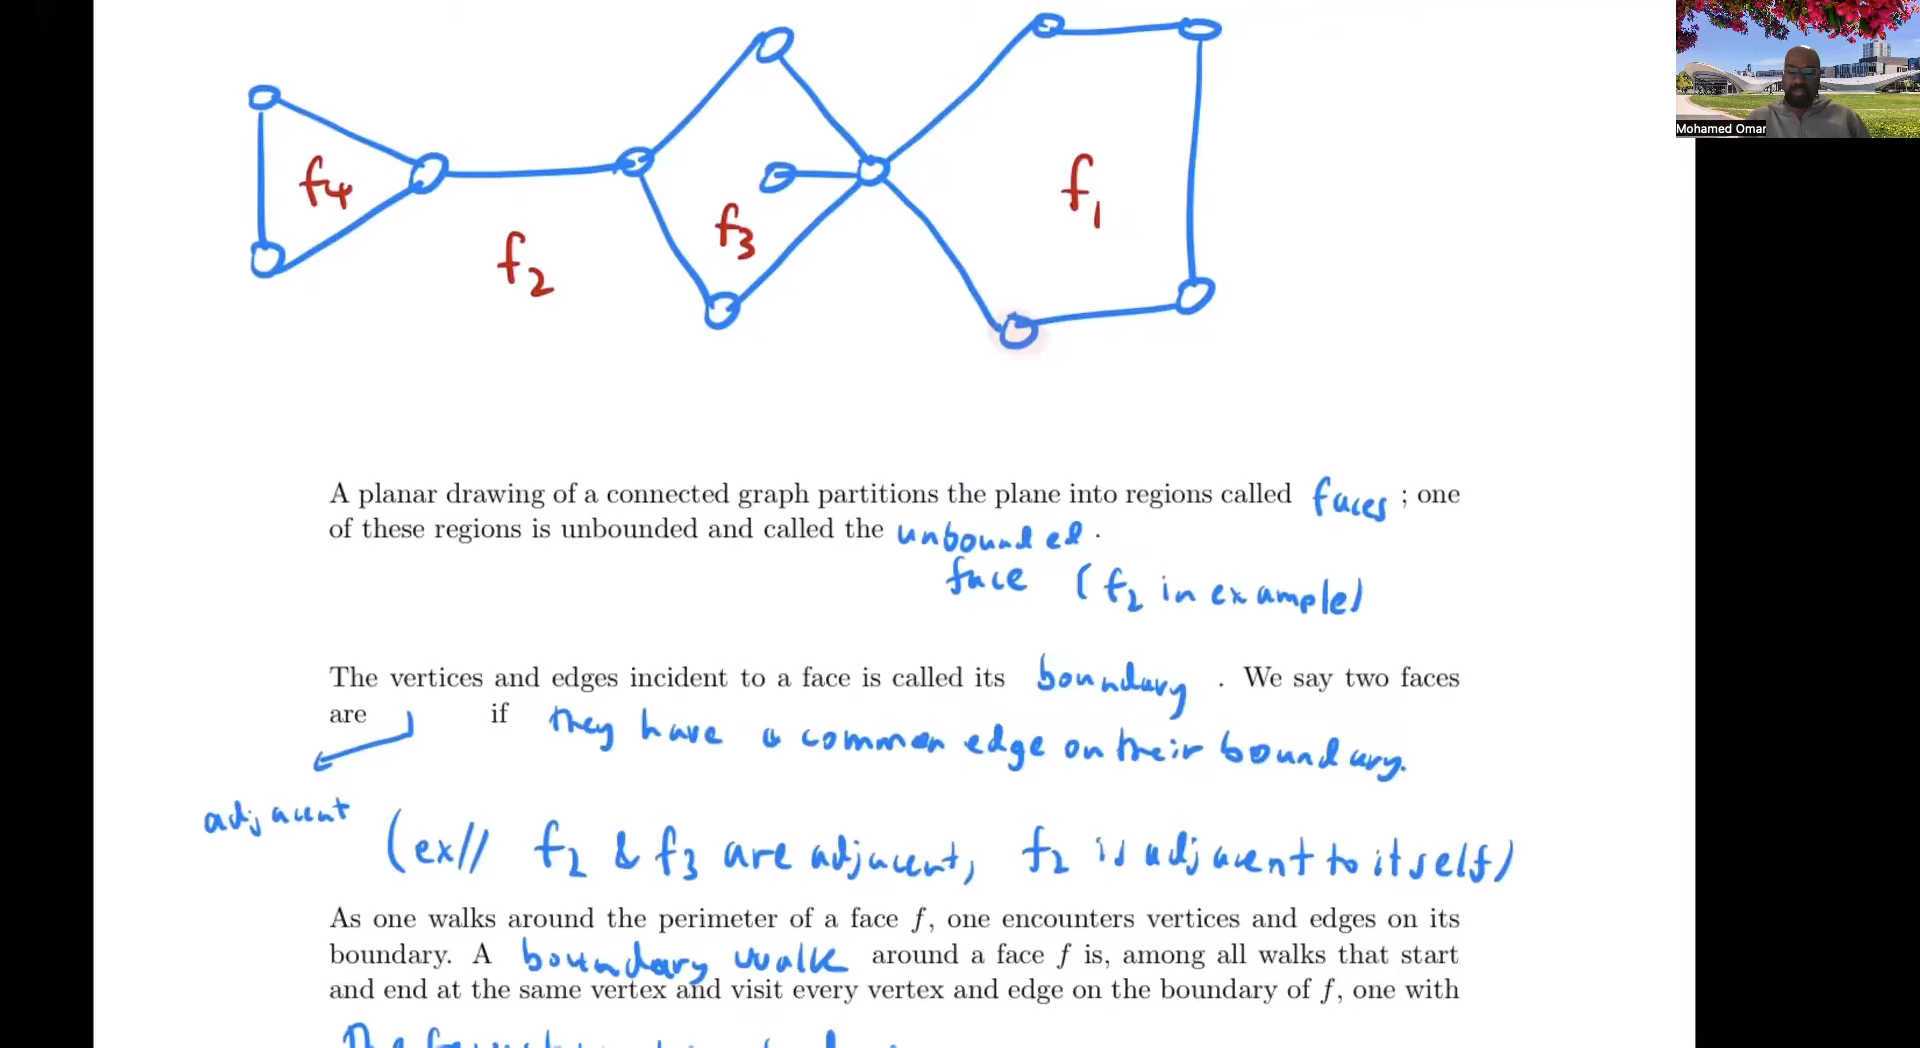 Mohamed Omar
f4
f2
f3
f1
A planar drawing of a connected graph partitions the plane into regions called faces ; one
of these regions is unbounded and called the unbounded .
face (f2 in example)
The vertices and edges incident to a face is called its boundary . We say two faces
are if they have a common edge on their boundary.
adjacent
(ex// f2 & f3 are adjacent, f2 is adjacent to itself)
As one walks around the perimeter of a face f, one encounters vertices and edges on its
boundary. A boundary walk around a face f is, among all walks that start
and end at the same vertex and visit every vertex and edge on the boundary of f, one with